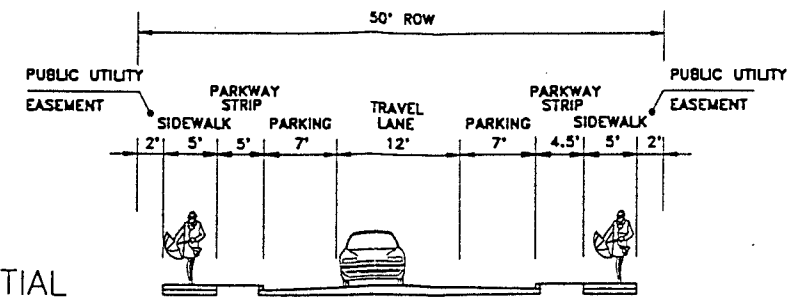 50' ROW
PUBLIC UTILITY
EASEMENT
PARKWAY
STRIP
SIDEWALK
PARKING
TRAVEL
LANE
PARKING
PARKWAY
STRIP
SIDEWALK
PUBLIC UTILITY
EASEMENT
2' 5' 5' 7' 12' 7' 4.5' 5' 2'
TIAL